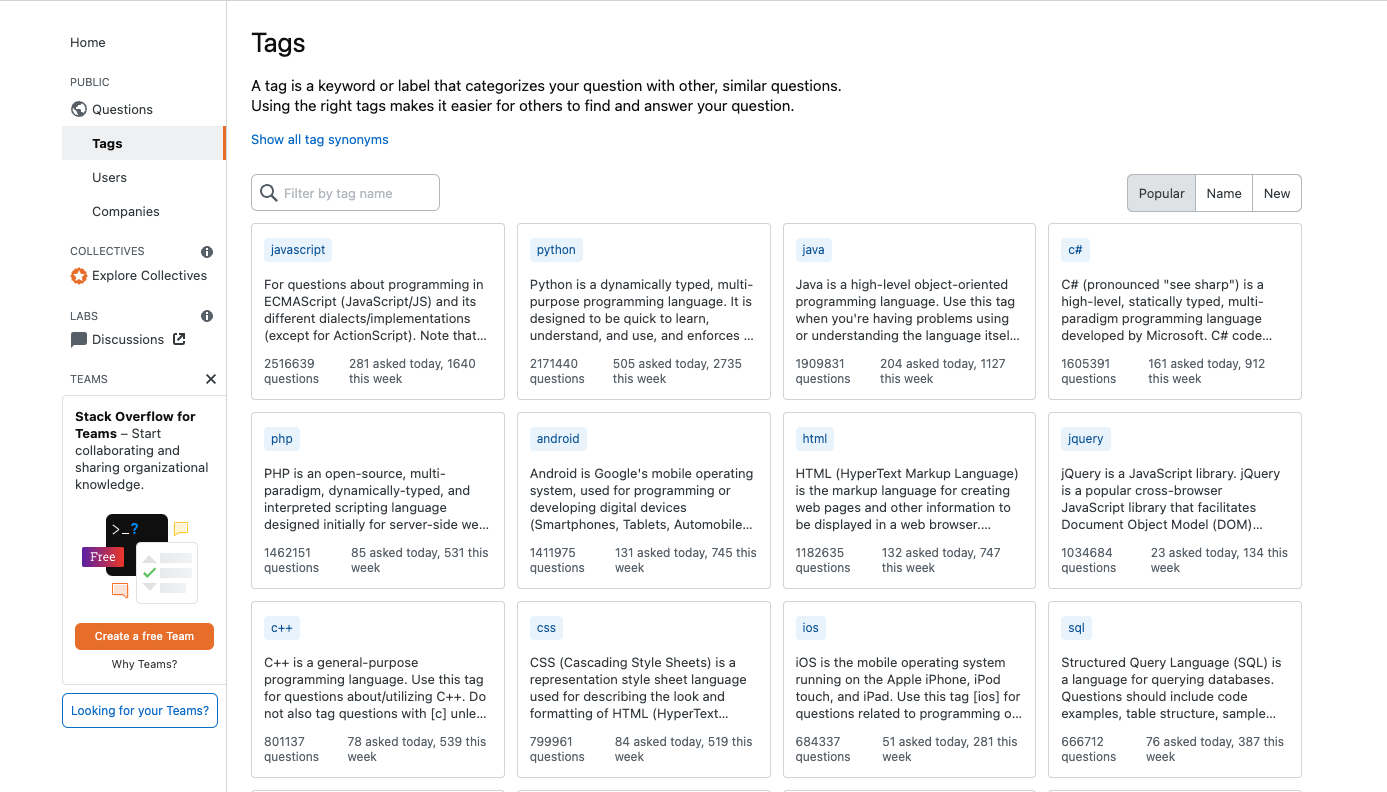 Home
PUBLIC
Questions
Tags
Users
Companies
COLLECTIVES
Explore Collectives
LABS
Discussions
TEAMS
Stack Overflow for
Teams – Start
collaborating and
sharing organizational
knowledge.
>_?
Free
Create a free Team
Why Teams?
Looking for your Teams?
Tags
A tag is a keyword or label that categorizes your question with other, similar questions.
Using the right tags makes it easier for others to find and answer your question.
Show all tag synonyms
Filter by tag name
Popular Name New
javascript
For questions about programming in
ECMAScript (JavaScript/JS) and its
different dialects/implementations
(except for ActionScript). Note that…
2516639
questions
281 asked today, 1640
this week
python
Python is a dynamically typed, multi-
purpose programming language. It is
designed to be quick to learn,
understand, and use, and enforces …
2171440
questions
505 asked today, 2735
this week
java
Java is a high-level object-oriented
programming language. Use this tag
when you're having problems using
or understanding the language itsel…
1909831
questions
204 asked today, 1127
this week
c#
C# (pronounced "see sharp") is a
high-level, statically typed, multi-
paradigm programming language
developed by Microsoft. C# code…
1605391
questions
161 asked today, 912
this week
php
PHP is an open-source, multi-
paradigm, dynamically-typed, and
interpreted scripting language
designed initially for server-side we…
1462151
questions
85 asked today, 531 this
week
android
Android is Google's mobile operating
system, used for programming or
developing digital devices
(Smartphones, Tablets, Automobile…
1411975
questions
131 asked today, 745 this
week
html
HTML (HyperText Markup Language)
is the markup language for creating
web pages and other information to
be displayed in a web browser.…
1182635
questions
132 asked today, 747
this week
jquery
jQuery is a JavaScript library. jQuery
is a popular cross-browser
JavaScript library that facilitates
Document Object Model (DOM)…
1034684
questions
23 asked today, 134 this
week
c++
C++ is a general-purpose
programming language. Use this tag
for questions about/utilizing C++. Do
not also tag questions with [c] unle…
801137
questions
78 asked today, 539 this
week
css
CSS (Cascading Style Sheets) is a
representation style sheet language
used for describing the look and
formatting of HTML (HyperText…
799961
questions
84 asked today, 519 this
week
ios
iOS is the mobile operating system
running on the Apple iPhone, iPod
touch, and iPad. Use this tag [ios] for
questions related to programming o…
684337
questions
51 asked today, 281 this
week
sql
Structured Query Language (SQL) is
a language for querying databases.
Questions should include code
examples, table structure, sample…
666712
questions
76 asked today, 387 this
week